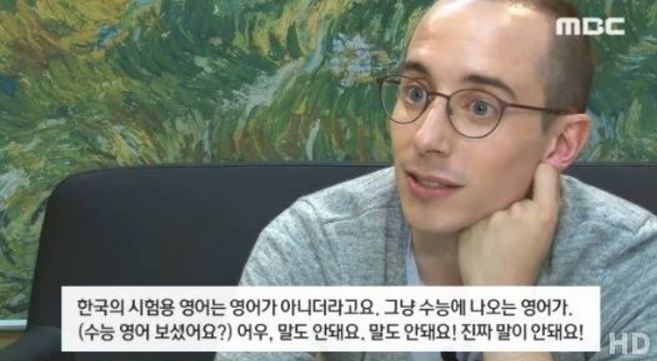 MBC
한국의 시험용 영어는 영어가 아니더라고요. 그냥 수능에 나오는 영어가.
(수능 영어 보셨어요?) 어우, 말도 안돼요. 말도 안돼요! 진짜 말이 안돼요!
HD